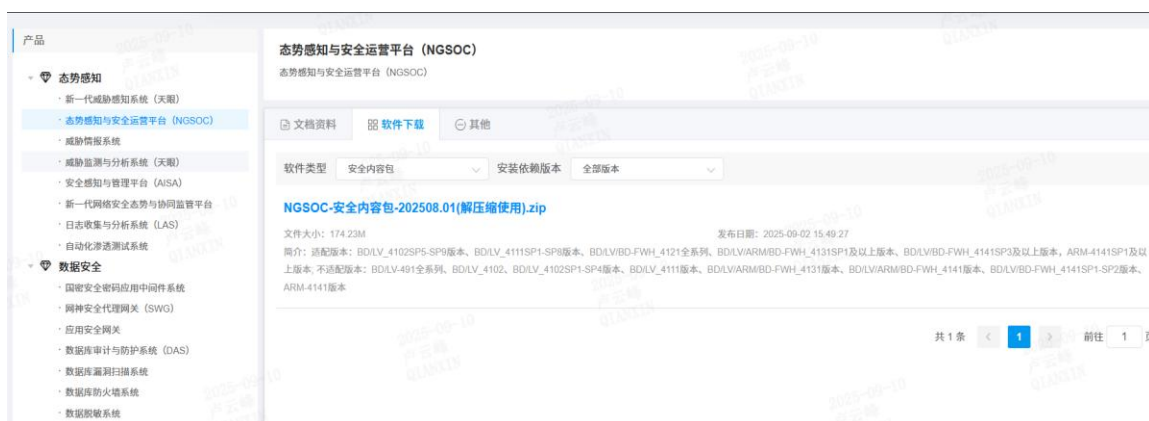 产品
态势感知
· 新一代威胁感知系统（天眼）
· 态势感知与安全运营平台（NGSOC）
· 威胁情报系统
· 威胁监测与分析系统（天眼）
· 安全感知与管理平台（AISA）
· 新一代网络安全态势与协同监管平台
· 日志收集与分析系统（LAS）
· 自动化渗透测试系统
数据安全
· 国密安全密码应用中间件系统
· 网神安全代理网关（SWG）
· 应用安全网关
· 数据库审计与防护系统（DAS）
· 数据库漏洞扫描系统
· 数据库防火墙系统
· 数据脱敏系统
态势感知与安全运营平台（NGSOC）
态势感知与安全运营平台（NGSOC）
文档资料 软件下载 其他
软件类型 安全内容包 安装依赖版本 全部版本
NGSOC-安全内容包-202508.01(解压缩使用).zip
文件大小：174.23M 发布日期：2025-09-02 15:49:27
简介：适配版本：BD/LV_4102SP5-SP9版本、BD/LV_4111SP1-SP8版本、BD/LV/BD-FWH_4121全系列、BD/LV/ARM/BD-FWH_4131SP1及以上版本、BD/LV/BD-FWH_4141SP3及以上版本，ARM-4141SP1及以
上版本; 不适配版本：BD/LV-491全系列、BD/LV_4102、BD/LV_4102SP1-SP4版本、BD/LV_4111版本、BD/LV/ARM/BD-FWH_4131版本、BD/LV/ARM/BD-FWH_4141版本、BD/LV/BD-FWH_4141SP1-SP2版本、
ARM-4141版本
共 1 条 1 前往 1
2025-09-10
卢云峰
QIANXIN